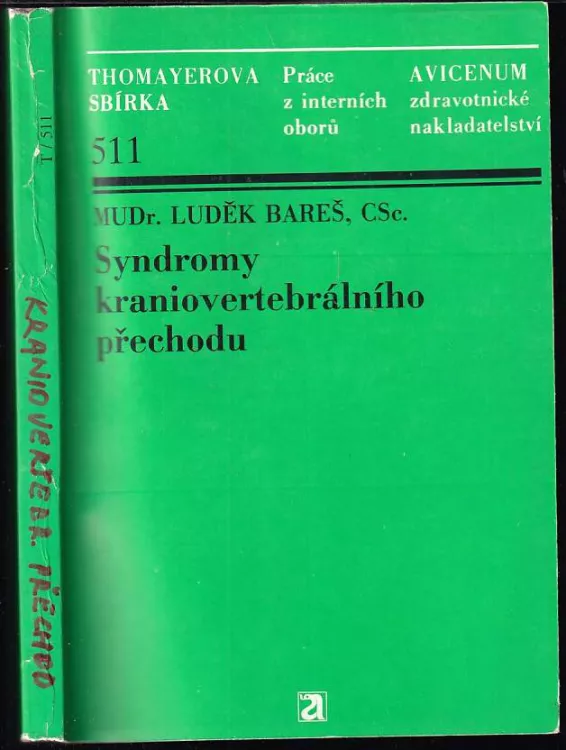 THOMAYEROVA
SBÍRKA
511
Práce
z interních
oborů
AVICENUM
zdravotnické
nakladatelství
MUDr. LUDĚK BAREŠ, CSc.
Syndromy
kraniovertebrálního
přechodu
T/511
KRANIOVERTEBR. PŘECHOD